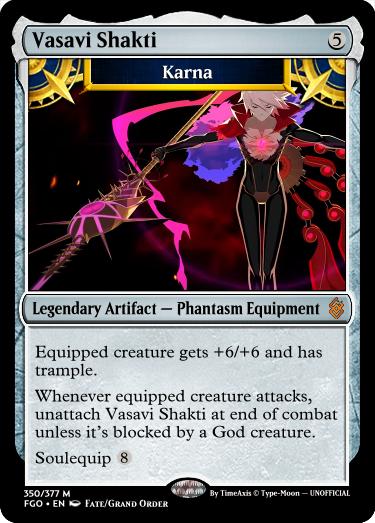 Vasavi Shakti 5
Karna
Legendary Artifact — Phantasm Equipment
Equipped creature gets +6/+6 and has
trample.
Whenever equipped creature attacks,
unattach Vasavi Shakti at end of combat
unless it's blocked by a God creature.
Soulequip 8
350/377 M
FGO • EN Fate/Grand Order
By TimeAxis © Type-Moon — UNOFFICIAL